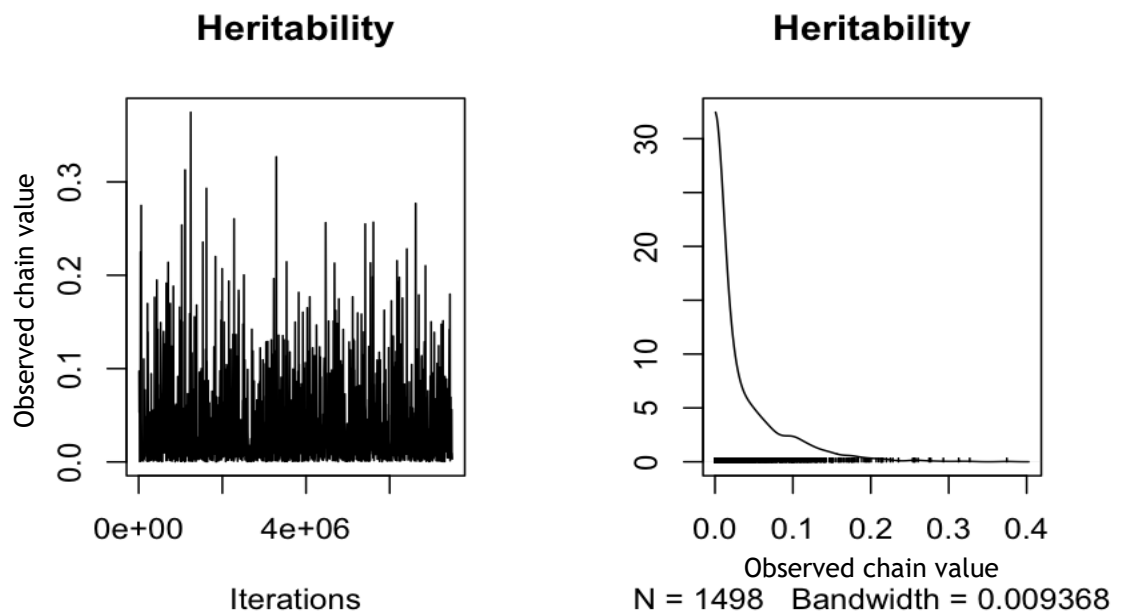 Heritability
Observed chain value
0.3
0.2
0.1
0.0
0e+00 4e+06
Iterations
Heritability
30
20
10
5
0
0.0 0.1 0.2 0.3 0.4
Observed chain value
N = 1498 Bandwidth = 0.009368